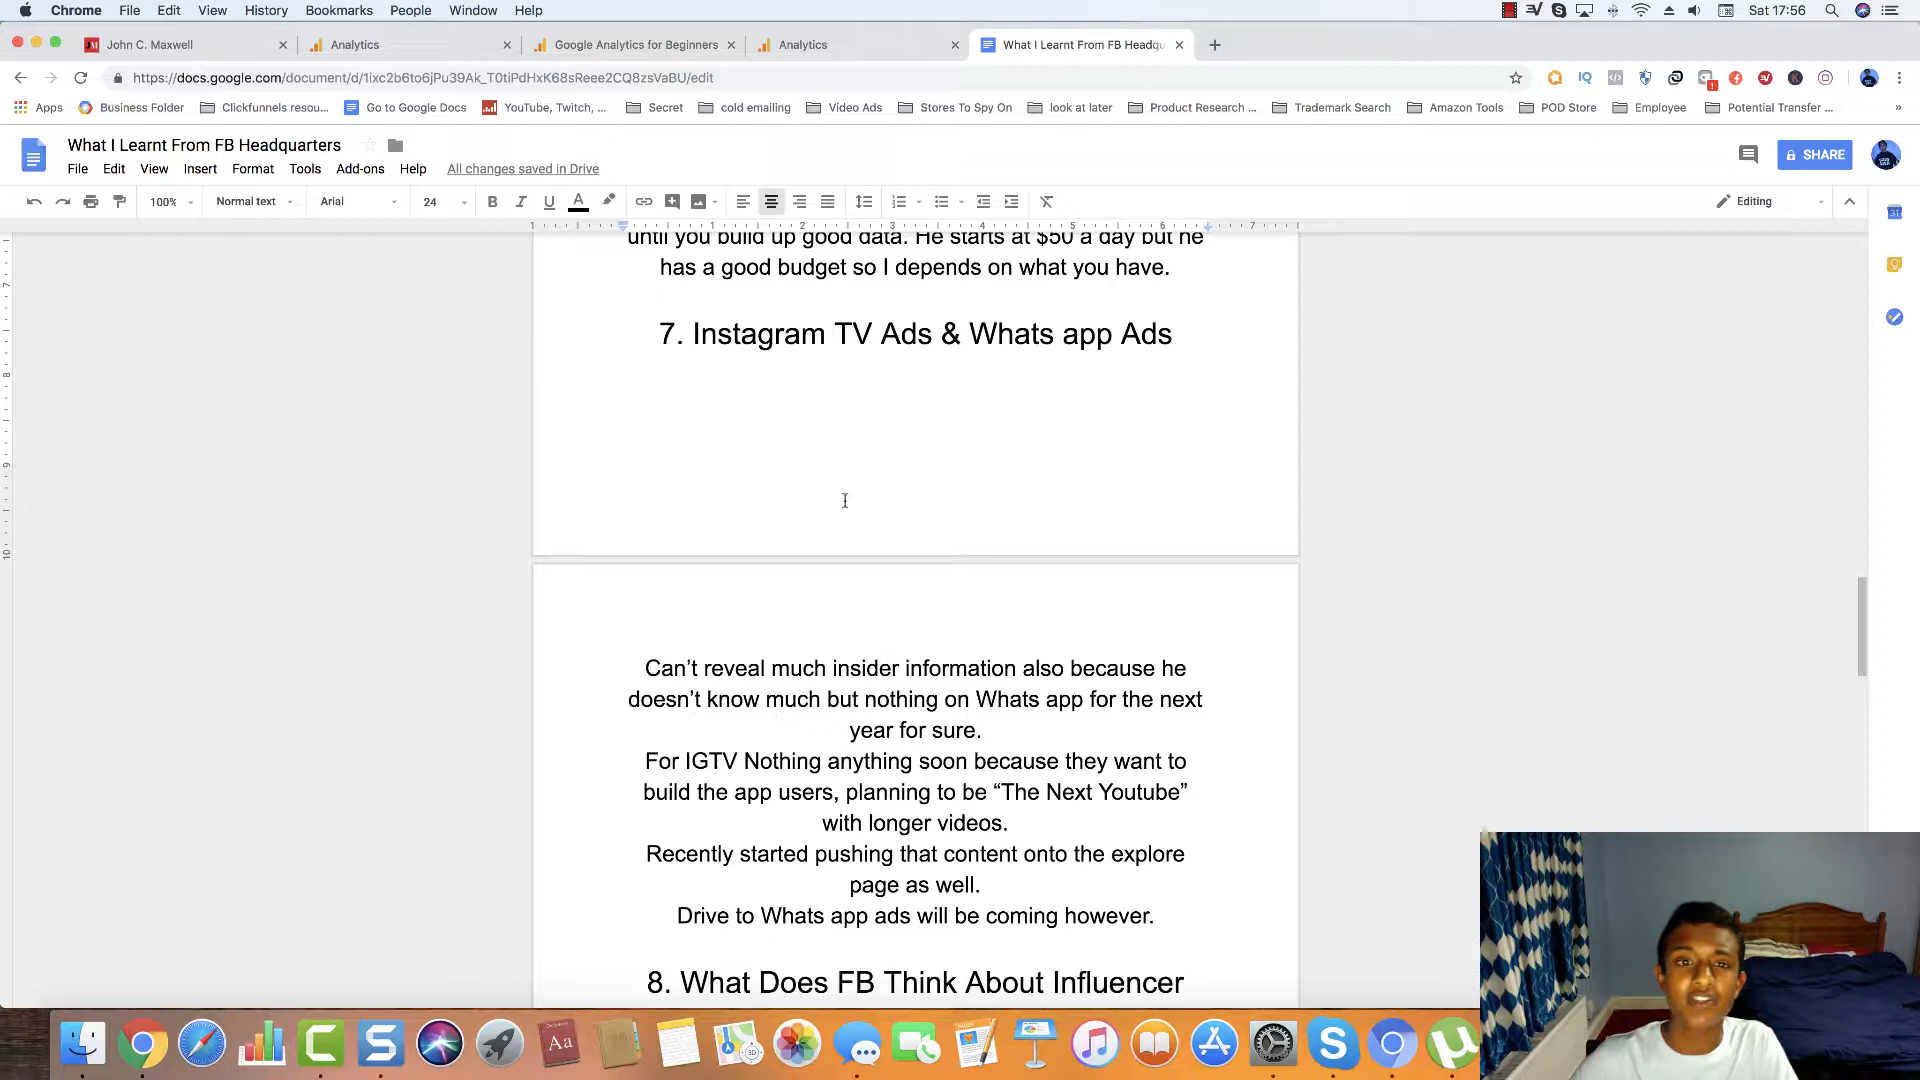 Chrome File Edit View History Bookmarks People Window Help Sat 17:56
John C. Maxwell Analytics Google Analytics for Beginners Analytics What I Learnt From FB Headqu
https://docs.google.com/document/d/1ixc2b6to6jPu39Ak_T0tiPdHxK68sReee2CQ8zsVaBU/edit
Apps Business Folder Clickfunnels resou... Go to Google Docs YouTube, Twitch, ... Secret cold emailing Video Ads Stores To Spy On look at later Product Research ... Trademark Search Amazon Tools POD Store Employee Potential Transfer ... »
What I Learnt From FB Headquarters
SHARE
File Edit View Insert Format Tools Add-ons Help All changes saved in Drive
100% Normal text Arial 24 B I U A Editing
1 1 2 3 4 5 6 7
until you build up good data. He starts at $50 a day but he
has a good budget so I depends on what you have.
7. Instagram TV Ads & Whats app Ads
Can’t reveal much insider information also because he
doesn’t know much but nothing on Whats app for the next
year for sure.
For IGTV Nothing anything soon because they want to
build the app users, planning to be “The Next Youtube”
with longer videos.
Recently started pushing that content onto the explore
page as well.
Drive to Whats app ads will be coming however.
8. What Does FB Think About Influencer